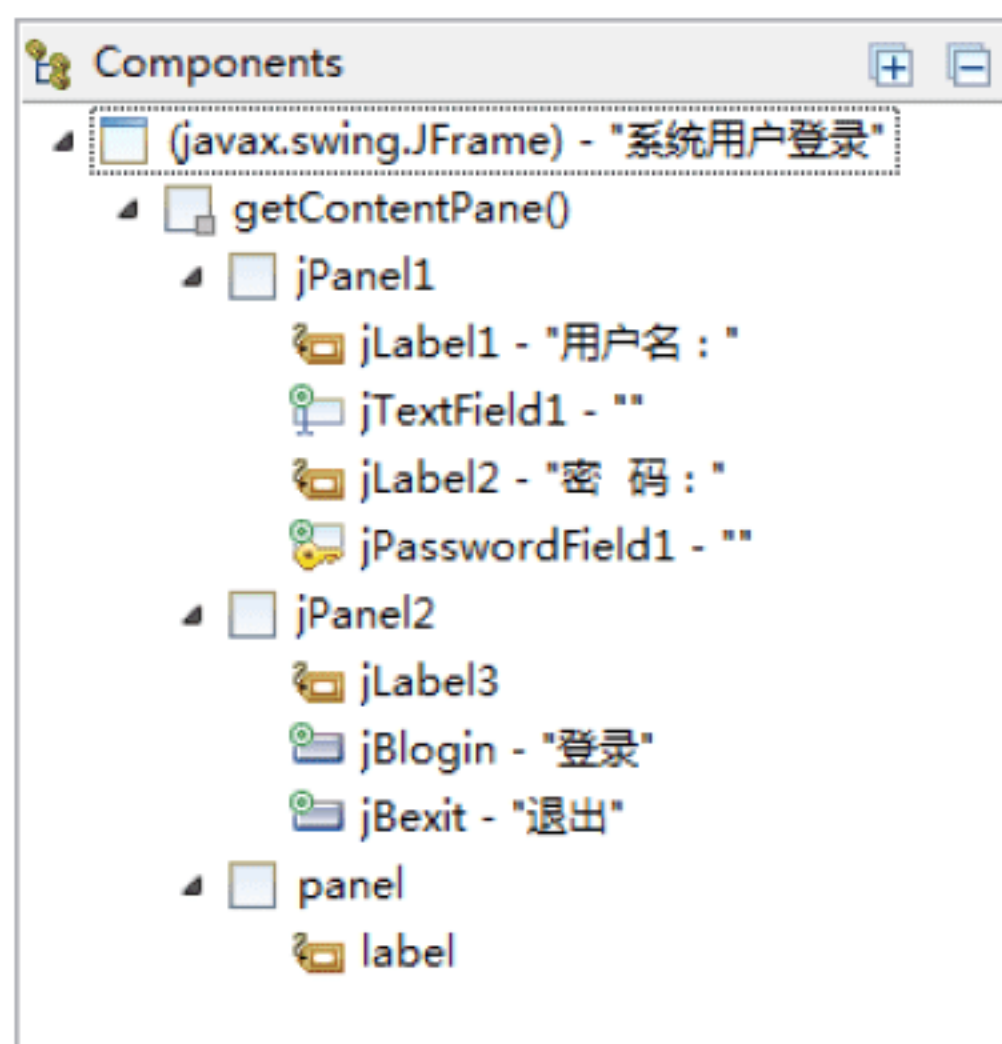 Components
(javax.swing.JFrame) - "系统用户登录"
getContentPane()
jPanel1
jLabel1 - "用户名："
jTextField1 - ""
jLabel2 - "密  码："
jPasswordField1 - ""
jPanel2
jLabel3
jBlogin - "登录"
jBexit - "退出"
panel
label